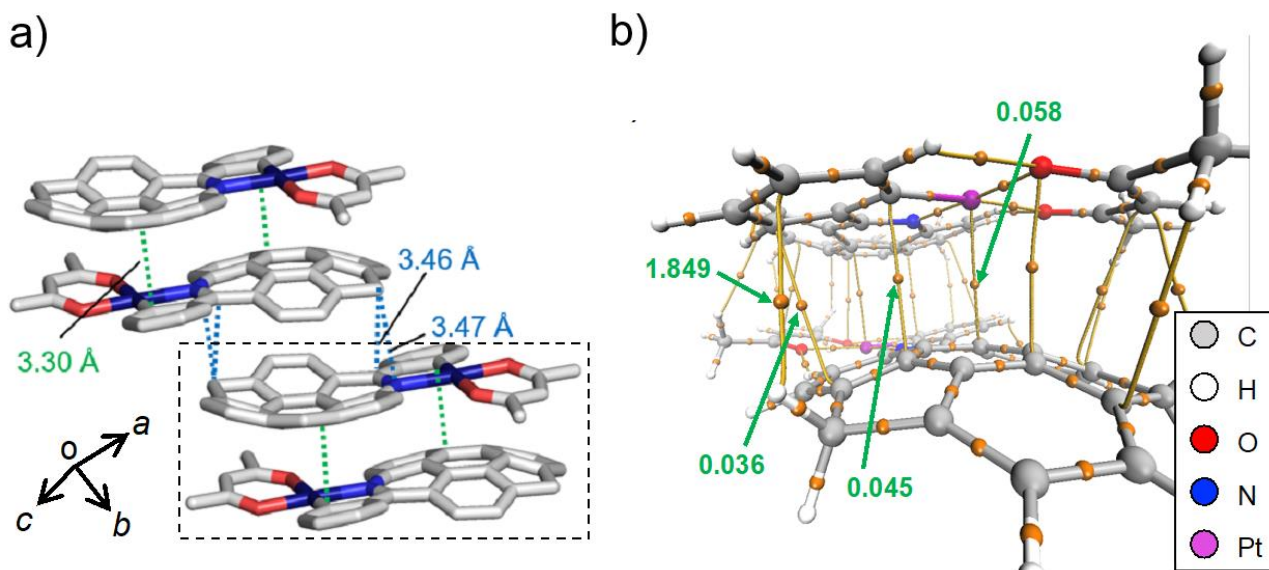 a)
3.46 Å
3.47 Å
3.30 Å
o
a
c
b
b)
0.058
1.849
0.036
0.045
C
H
O
N
Pt